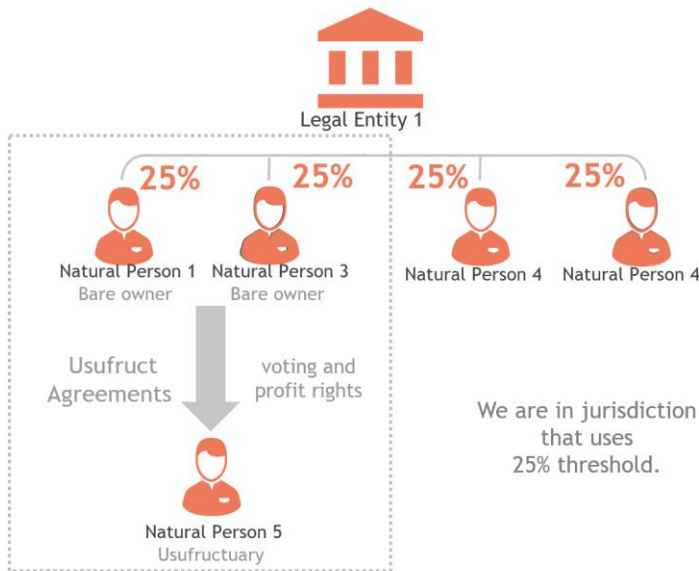 Legal Entity 1
25%
25%
25%
25%
Natural Person 1
Bare owner
Natural Person 3
Bare owner
Natural Person 4
Natural Person 4
Usufruct
Agreements
voting and
profit rights
We are in jurisdiction
that uses
25% threshold.
Natural Person 5
Usufructuary